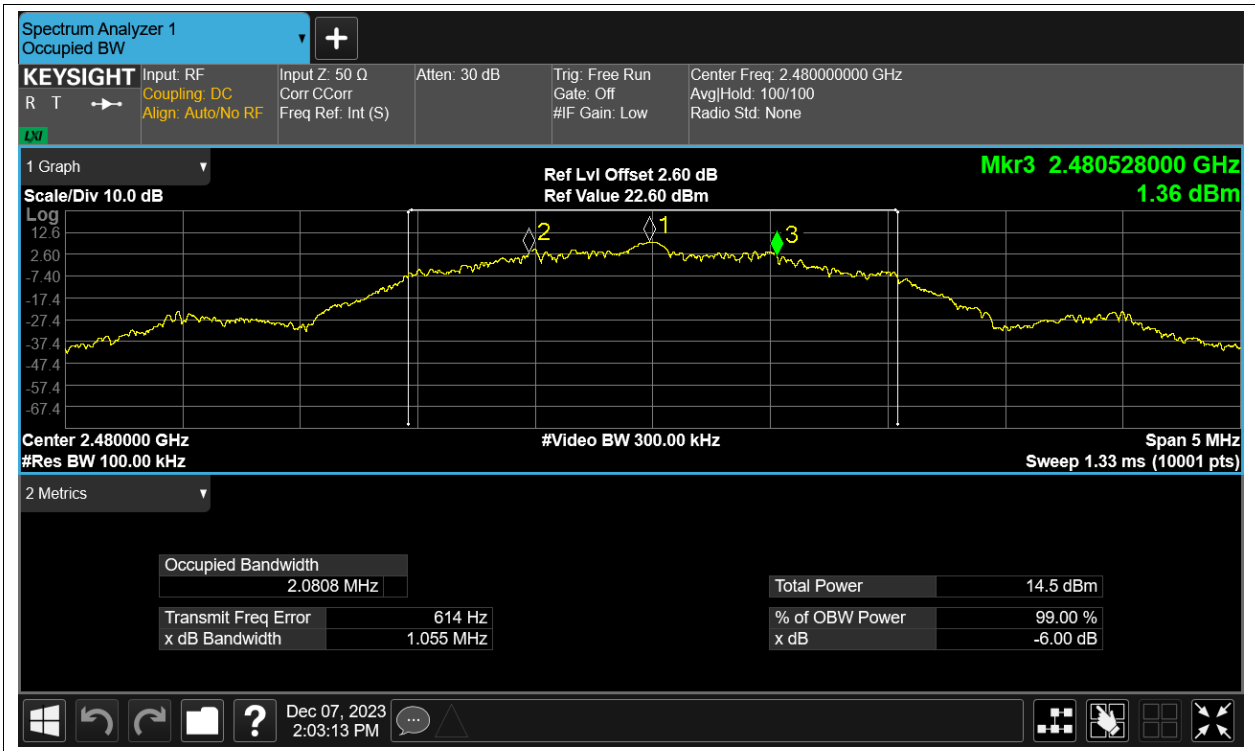 Spectrum Analyzer 1
Occupied BW
KEYSIGHT
R T
LXI
Input: RF
Coupling: DC
Align: Auto/No RF
Input Z: 50 Ω
Corr CCorr
Freq Ref: Int (S)
Atten: 30 dB
Trig: Free Run
Gate: Off
#IF Gain: Low
Center Freq: 2.480000000 GHz
Avg|Hold: 100/100
Radio Std: None
1 Graph
Scale/Div 10.0 dB
Ref Lvl Offset 2.60 dB
Ref Value 22.60 dBm
Mkr3 2.480528000 GHz
1.36 dBm
Log
12.6
2.60
-7.40
-17.4
-27.4
-37.4
-47.4
-57.4
-67.4
2
1
3
Center 2.480000 GHz
#Video BW 300.00 kHz
Span 5 MHz
#Res BW 100.00 kHz
Sweep 1.33 ms (10001 pts)
2 Metrics
Occupied Bandwidth
2.0808 MHz
Total Power 14.5 dBm
Transmit Freq Error 614 Hz
% of OBW Power 99.00 %
x dB Bandwidth 1.055 MHz
x dB -6.00 dB
?
Dec 07, 2023
2:03:13 PM